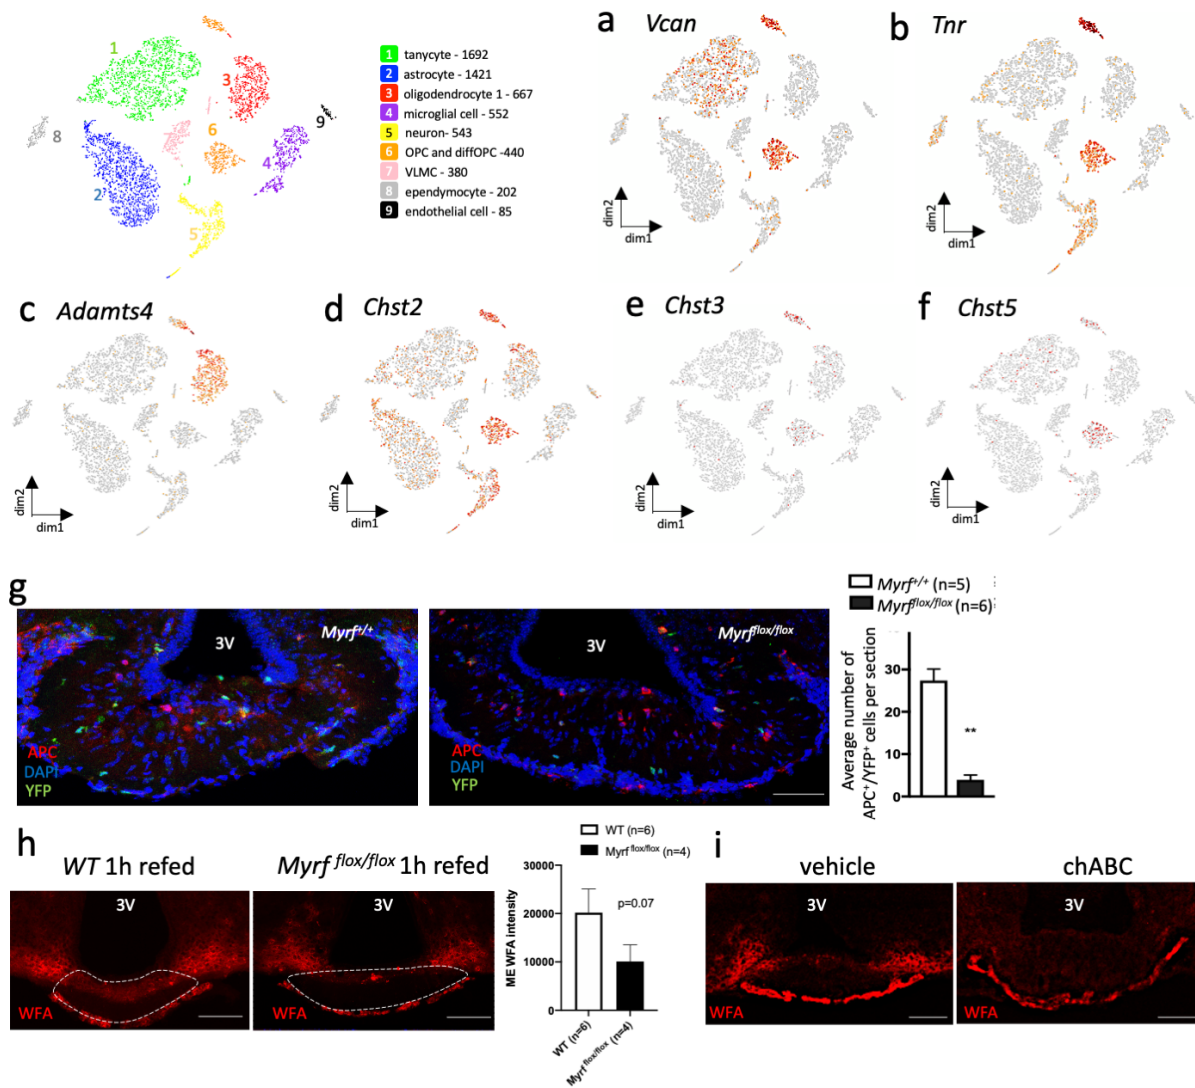 1
3
9
8
6
4
7
2
5
1 tanycyte - 1692
2 astrocyte - 1421
3 oligodendrocyte 1 - 667
4 microglial cell - 552
5 neuron- 543
6 OPC and diffOPC -440
7 VLMC - 380
8 ependymocyte - 202
9 endothelial cell - 85
a Vcan
dim2
dim1
b Tnr
dim2
dim1
c Adamts4
dim2
dim1
d Chst2
dim2
dim1
e Chst3
dim2
dim1
f Chst5
dim2
dim1
g
3V
Myrf+/+
APC
DAPI
YFP
3V
Myrfflox/flox
APC
DAPI
YFP
Myrf+/+ (n=5)
Myrfflox/flox (n=6)
Average number of
APC+/YFP+ cells per section
30
20
10
0
**
h
WT 1h refed
3V
WFA
Myrf flox/flox 1h refed
3V
WFA
WT (n=6)
Myrf flox/flox (n=4)
ME WFA intensity
30000
20000
10000
0
p=0.07
WT (n=6)
Myrf flox/flox (n=4)
i
vehicle
3V
WFA
chABC
3V
WFA